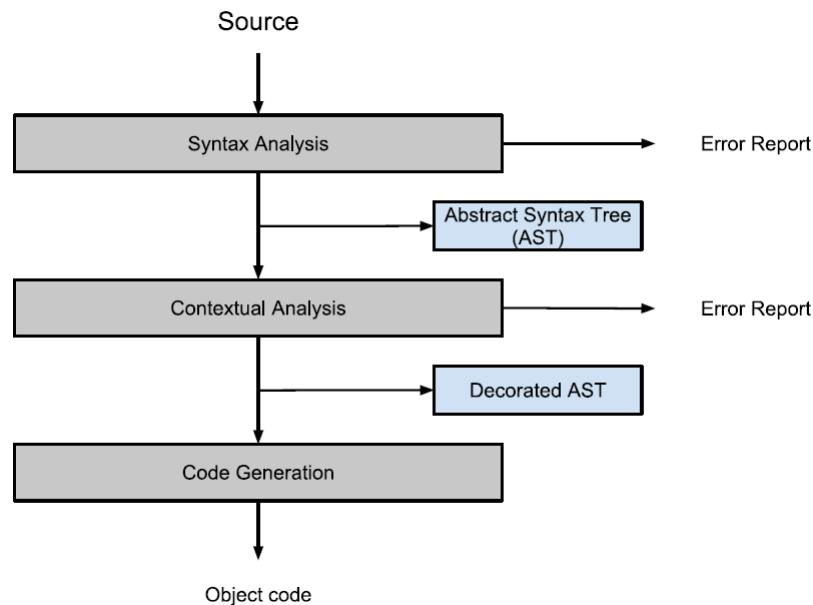 Source
Syntax Analysis
Error Report
Abstract Syntax Tree
(AST)
Contextual Analysis
Error Report
Decorated AST
Code Generation
Object code